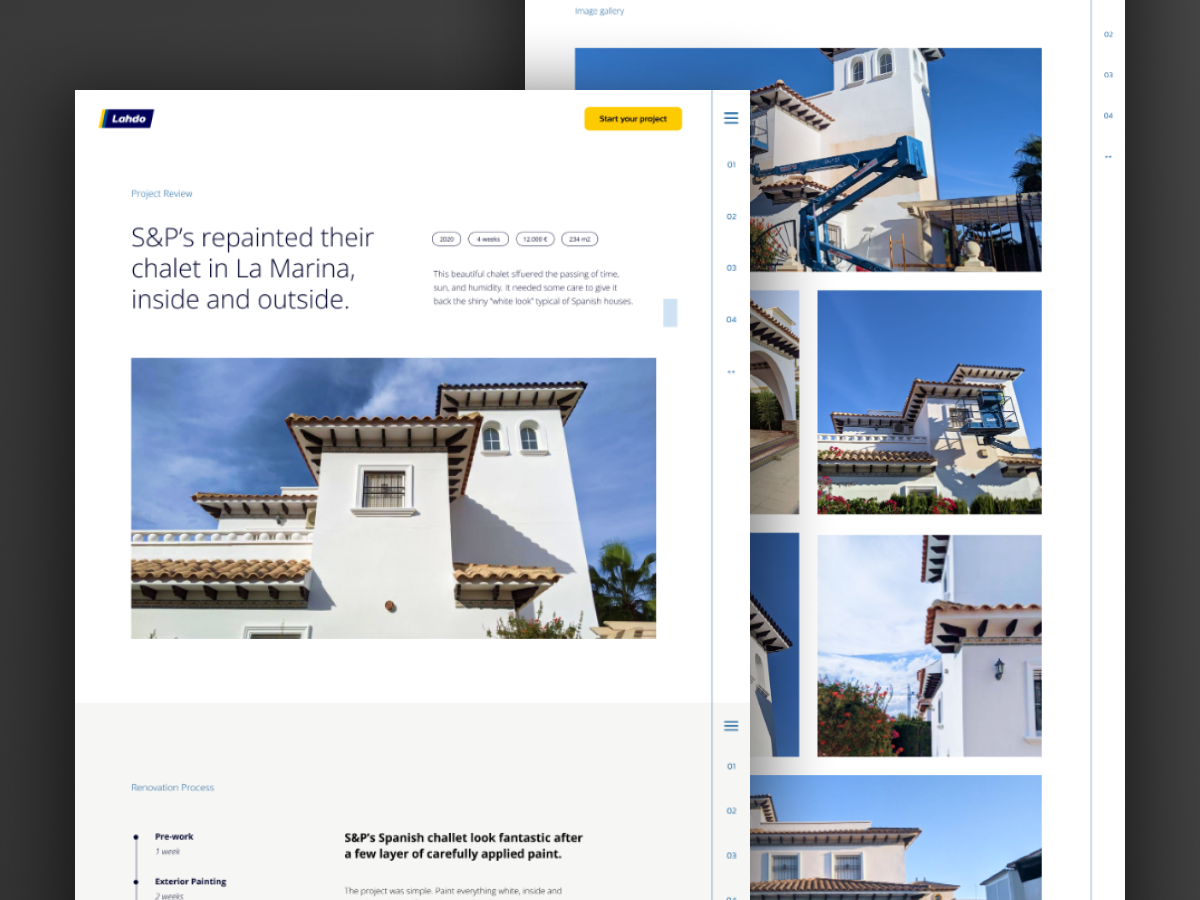 Image gallery
02
03
04
Lahdo
Start your project
01
02
03
04
Project Review
S&P's repainted their
chalet in La Marina,
inside and outside.
2020
4 weeks
12.000 €
234 m2
This beautiful chalet sffuered the passing of time,
sun, and humidity. It needed some care to give it
back the shiny "white look" typical of Spanish houses.
Renovation Process
01
02
03
04
Pre-work
1 week
Exterior Painting
2 weeks
S&P's Spanish challet look fantastic after
a few layer of carefully applied paint.
The project was simple. Paint everything white, inside and